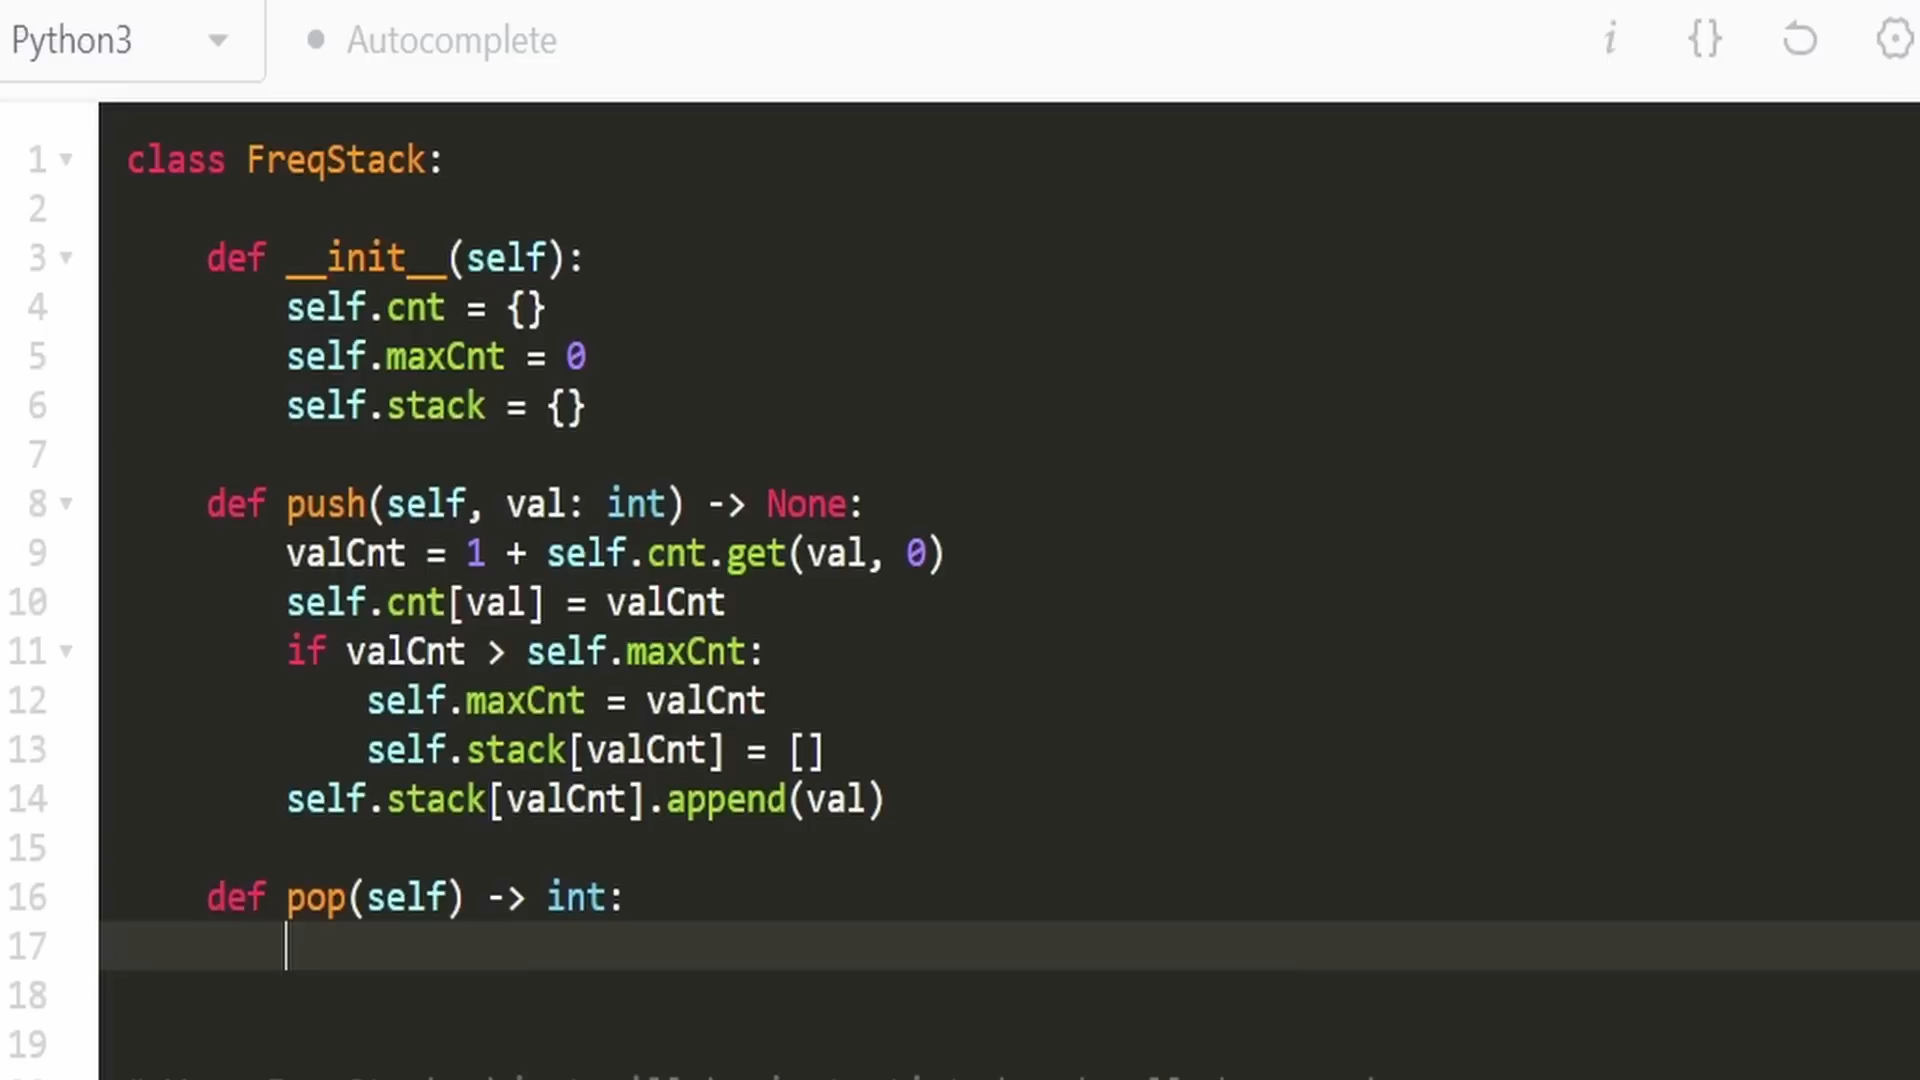 Python3 Autocomplete i {}
1 class FreqStack:
2
3 def __init__(self):
4 self.cnt = {}
5 self.maxCnt = 0
6 self.stack = {}
7
8 def push(self, val: int) -> None:
9 valCnt = 1 + self.cnt.get(val, 0)
10 self.cnt[val] = valCnt
11 if valCnt > self.maxCnt:
12 self.maxCnt = valCnt
13 self.stack[valCnt] = []
14 self.stack[valCnt].append(val)
15
16 def pop(self) -> int:
17
18
19